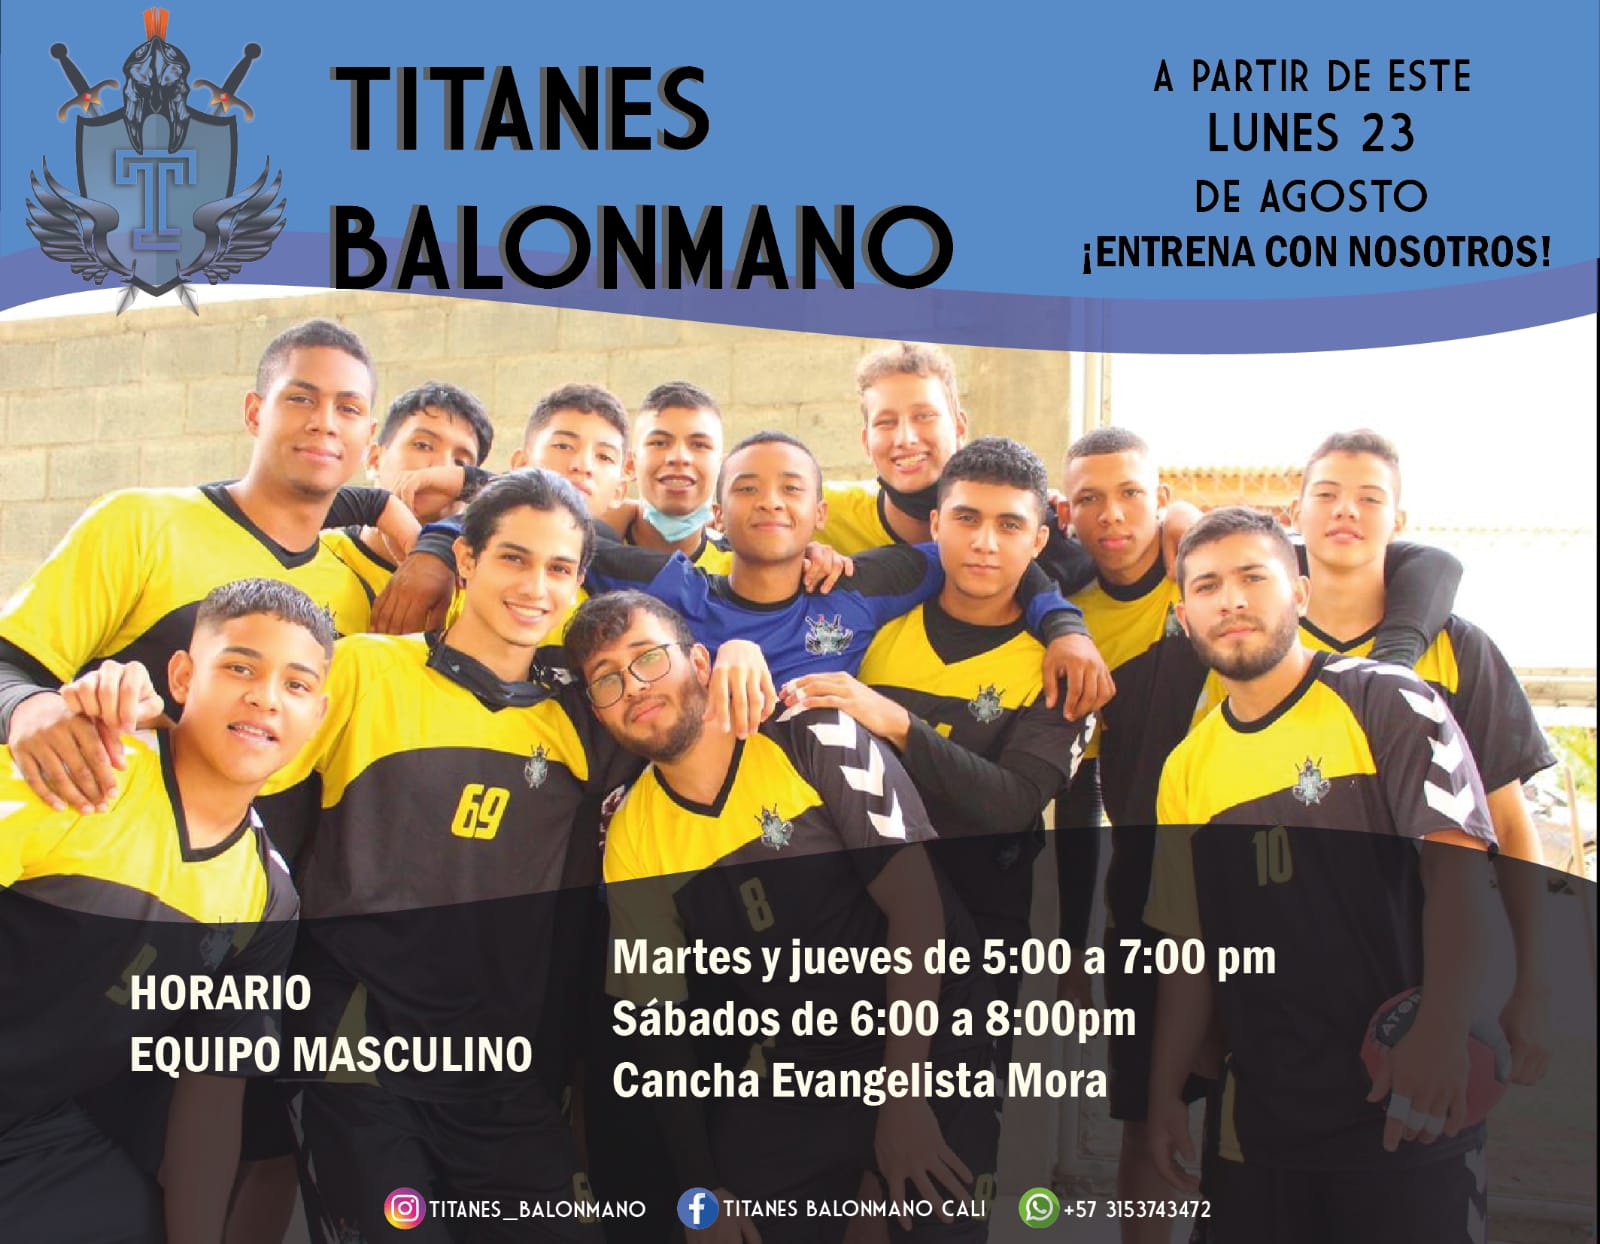 T
TITANES
BALONMANO
A PARTIR DE ESTE
LUNES 23
DE AGOSTO
¡ENTRENA CON NOSOTROS!
69
8
10
HORARIO
EQUIPO MASCULINO
Martes y jueves de 5:00 a 7:00 pm
Sábados de 6:00 a 8:00pm
Cancha Evangelista Mora
TITANES_BALONMANO
TITANES BALONMANO CALI
+57 3153743472